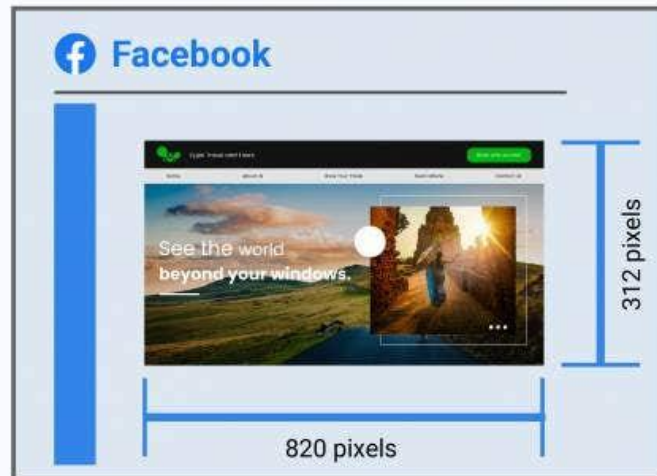 Facebook
See the world
beyond your windows.
312 pixels
820 pixels